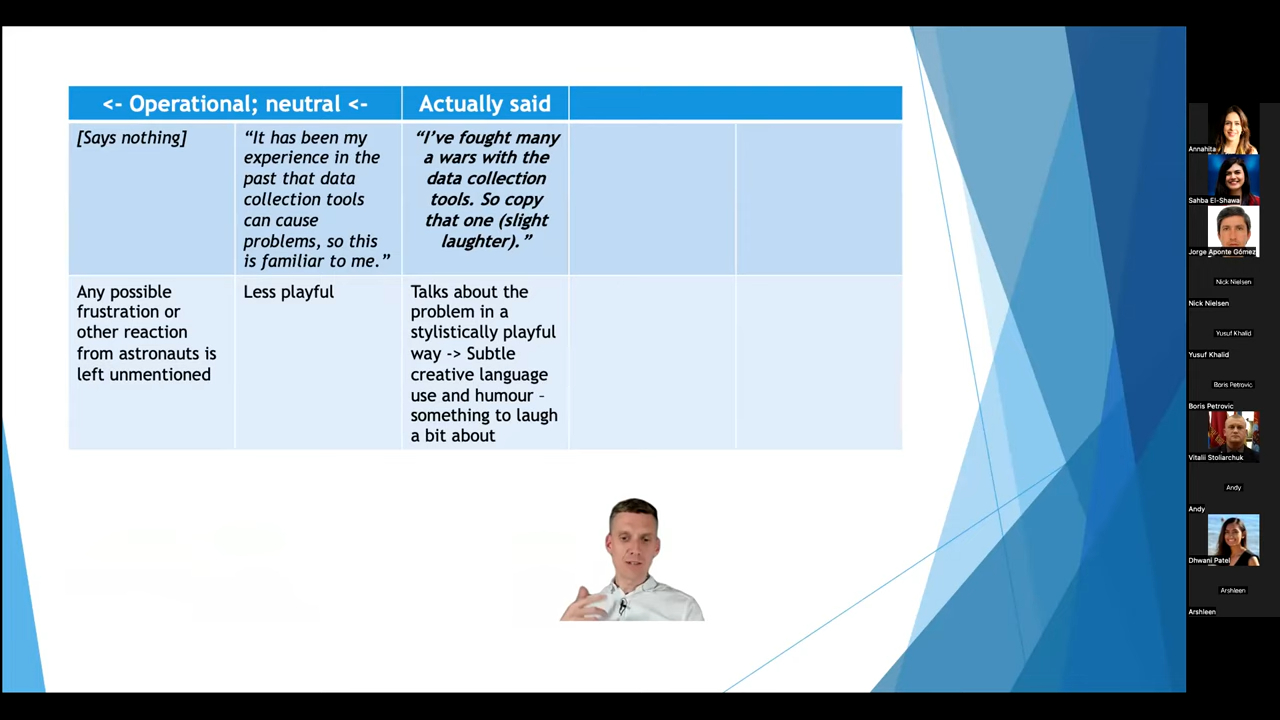 <- Operational; neutral <-
Actually said
[Says nothing]
“It has been my
experience in the
past that data
collection tools
can cause
problems, so this
is familiar to me.”
“I’ve fought many
a wars with the
data collection
tools. So copy
that one (slight
laughter).”
Any possible
frustration or
other reaction
from astronauts is
left unmentioned
Less playful
Talks about the
problem in a
stylistically playful
way -> Subtle
creative language
use and humour –
something to laugh
a bit about
Annahita
Sahba El-Shawa
Jorge Aponte Gómez
Nick Nielsen
Nick Nielsen
Yusuf Khalid
Yusuf Khalid
Boris Petrovic
Boris Petrovic
Vitalii Stoliarchuk
Andy
Andy
Dhwani Patel
Arshleen
Arshleen